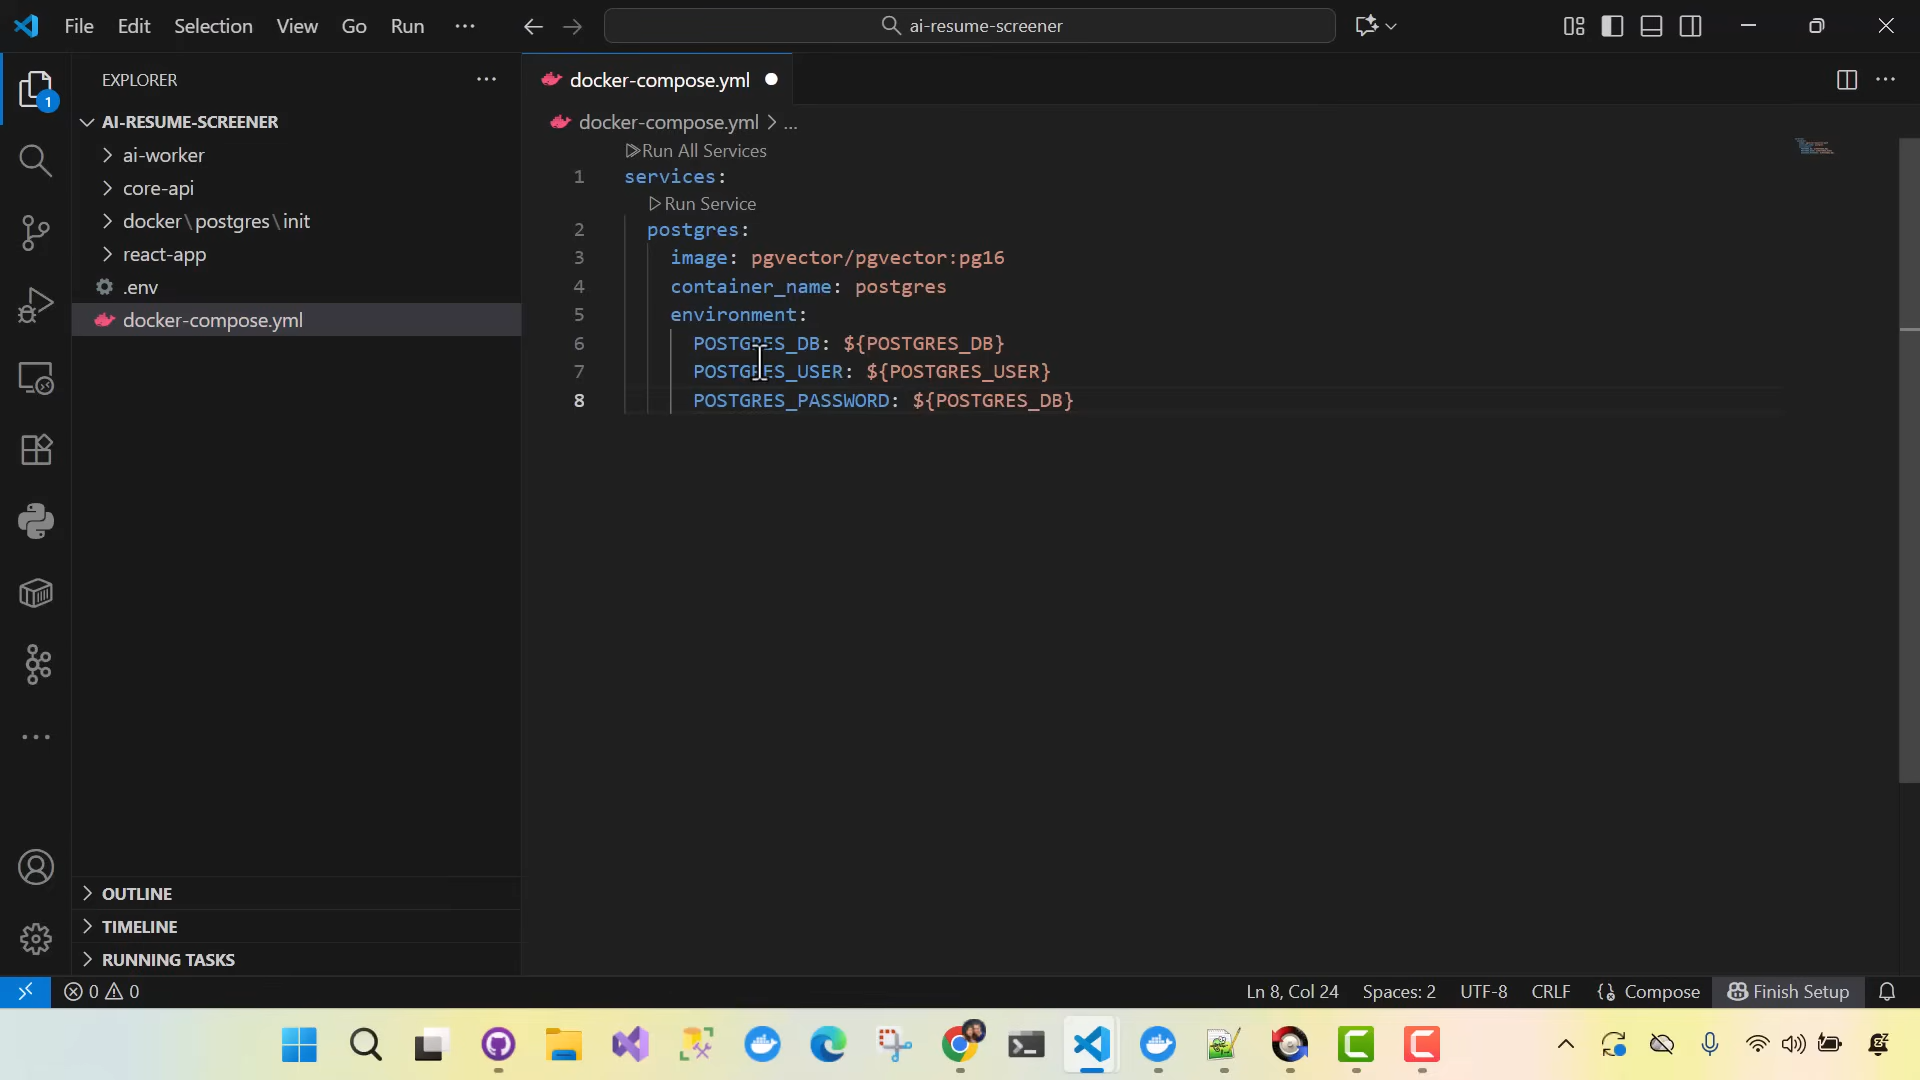 File Edit Selection View Go Run ··· ai-resume-screener
EXPLORER ···
AI-RESUME-SCREENER
ai-worker
core-api
docker\postgres\init
react-app
.env
docker-compose.yml
OUTLINE
TIMELINE
RUNNING TASKS
docker-compose.yml
docker-compose.yml > ...
Run All Services
1 services:
Run Service
2 postgres:
3 image: pgvector/pgvector:pg16
4 container_name: postgres
5 environment:
6 POSTGRES_DB: ${POSTGRES_DB}
7 POSTGRES_USER: ${POSTGRES_USER}
8 POSTGRES_PASSWORD: ${POSTGRES_DB}
1
0 0 Ln 8, Col 24 Spaces: 2 UTF-8 CRLF {} Compose Finish Setup